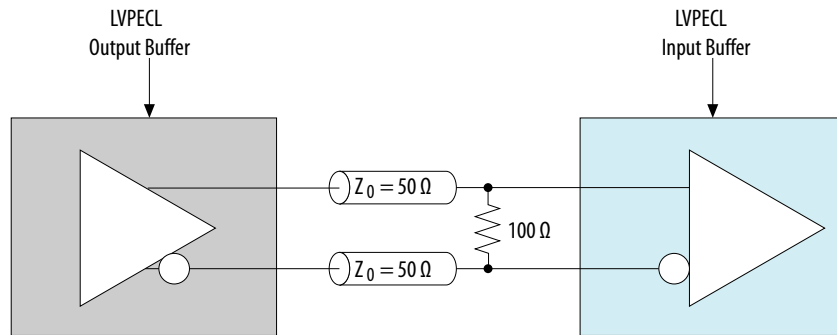 LVPECL
Output Buffer
LVPECL
Input Buffer
Z0 = 50 Ω
100 Ω
Z0 = 50 Ω